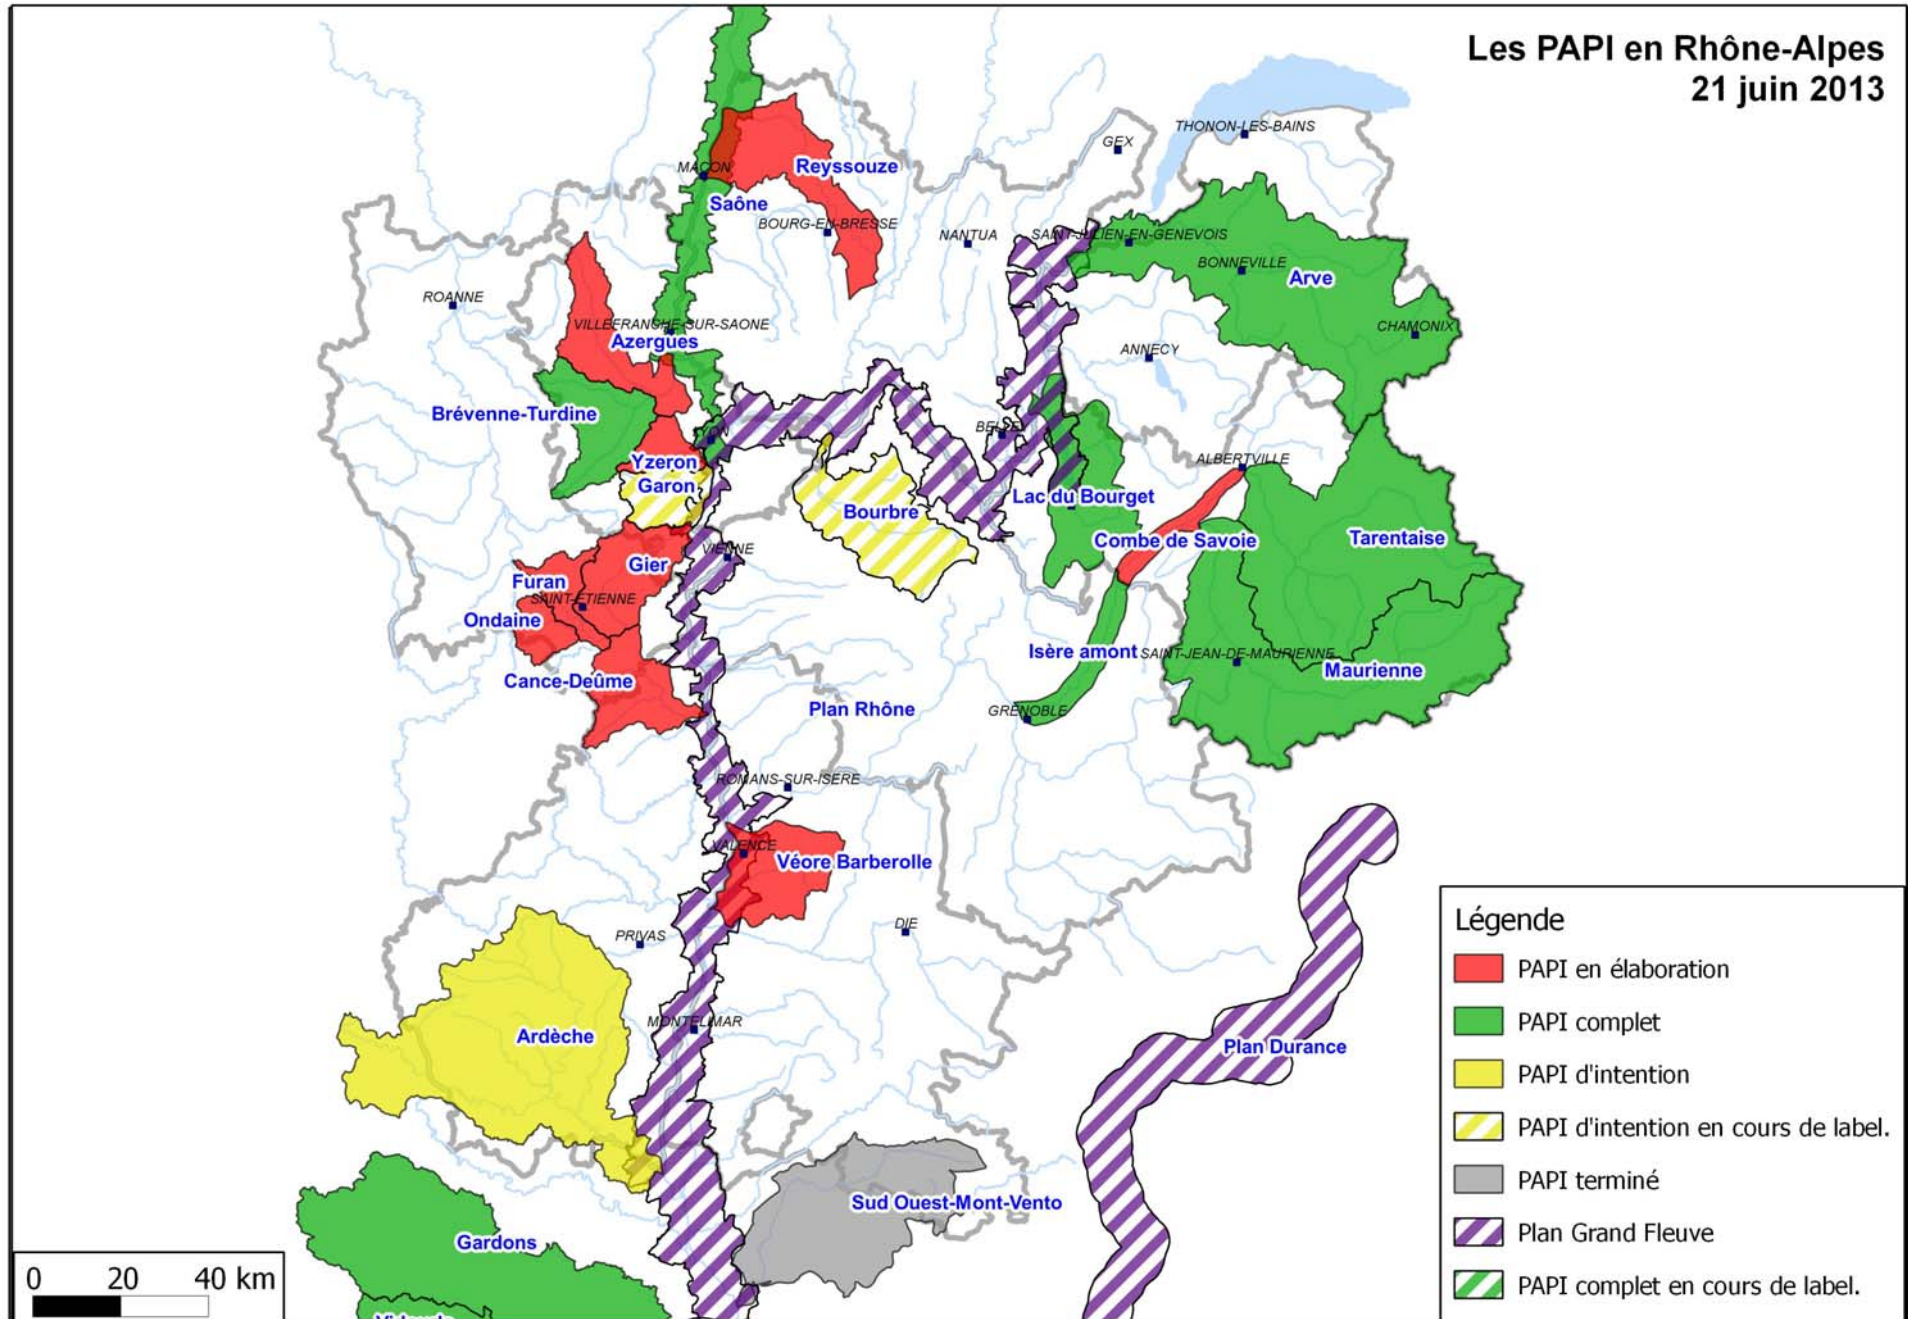 Les PAPI en Rhône-Alpes
21 juin 2013
THONON-LES-BAINS
GEX
MACON
Reyssouze
Saône
BOURG-EN-BRESSE
NANTUA
SAINT-JULIEN-EN-GENEVOIS
BONNEVILLE
Arve
ROANNE
VILLEFRANCHE-SUR-SAONE
CHAMONIX
Azergues
ANNECY
Brévenne-Turdine
LYON
BELLEY
Yzeron
ALBERTVILLE
Garon
Lac du Bourget
Bourbre
Combe de Savoie
Tarentaise
VIENNE
Gier
Furan
SAINT-ETIENNE
Ondaine
Isère amont
SAINT-JEAN-DE-MAURIENNE
Maurienne
Cance-Deûme
Plan Rhône
GRENOBLE
ROMANS-SUR-ISERE
VALENCE
Véore Barberolle
PRIVAS
DIE
Ardèche
MONTELIMAR
Plan Durance
Sud Ouest-Mont-Vento
Gardons
Légende
PAPI en élaboration
PAPI complet
PAPI d'intention
PAPI d'intention en cours de label.
PAPI terminé
Plan Grand Fleuve
PAPI complet en cours de label.
0 20 40 km